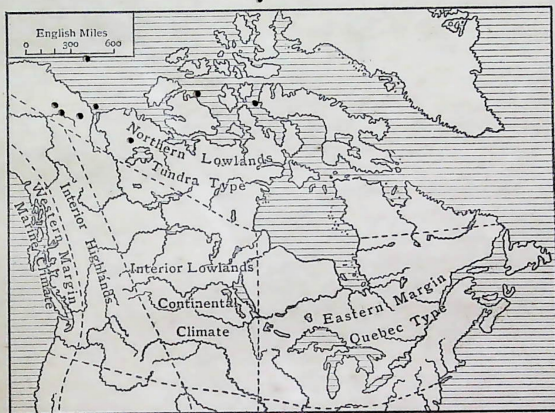 English Miles
0 300 600
Northern Lowlands
Tundra Type
Western Margin
Marine Climate
Interior Highlands
Interior Lowlands
Continental
Climate
Eastern Margin
Quebec Type